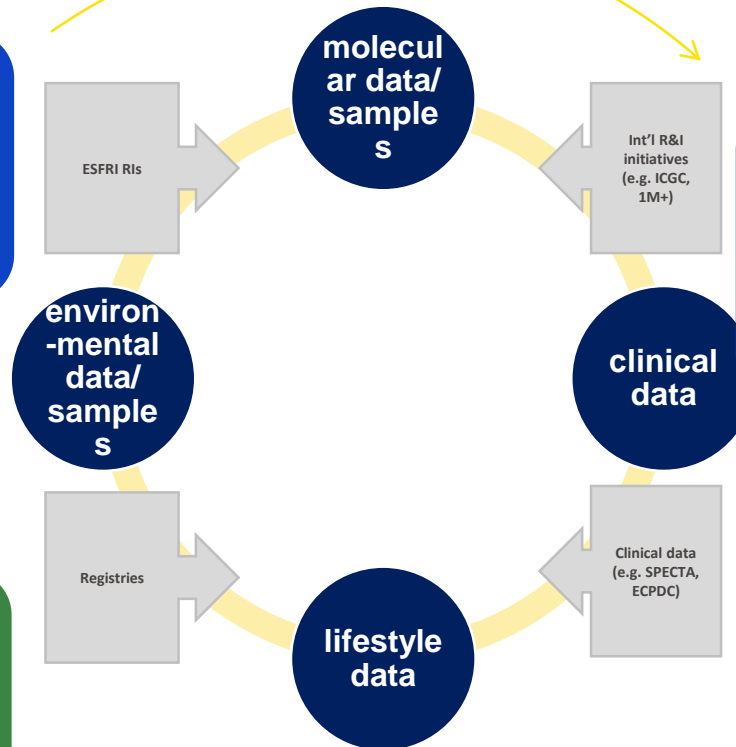 molecul
ar data/
sample
s
ESFRI RIs
Int'l R&I
initiatives
(e.g. ICGC,
1M+)
environ
-mental
data/
sample
s
clinical
data
Registries
Clinical data
(e.g. SPECTA,
ECPDC)
lifestyle
data